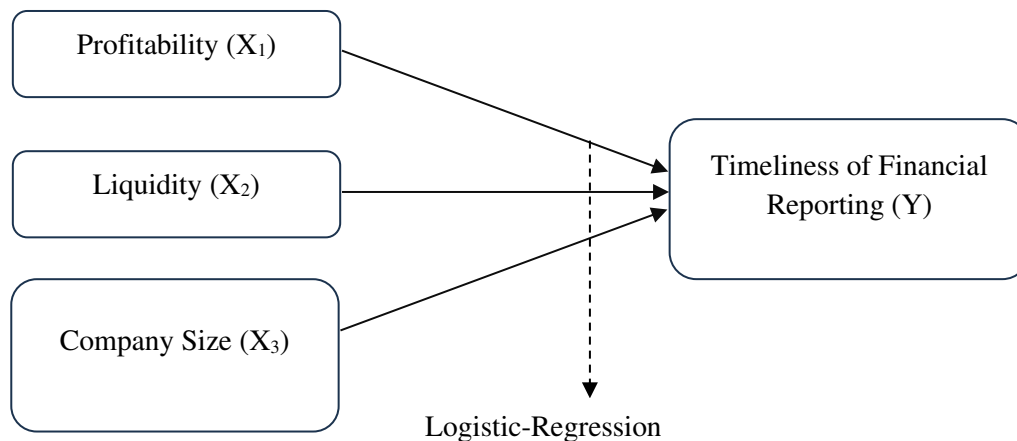 Profitability (X₁)
Liquidity (X₂)
Company Size (X₃)
Timeliness of Financial
Reporting (Y)
Logistic-Regression